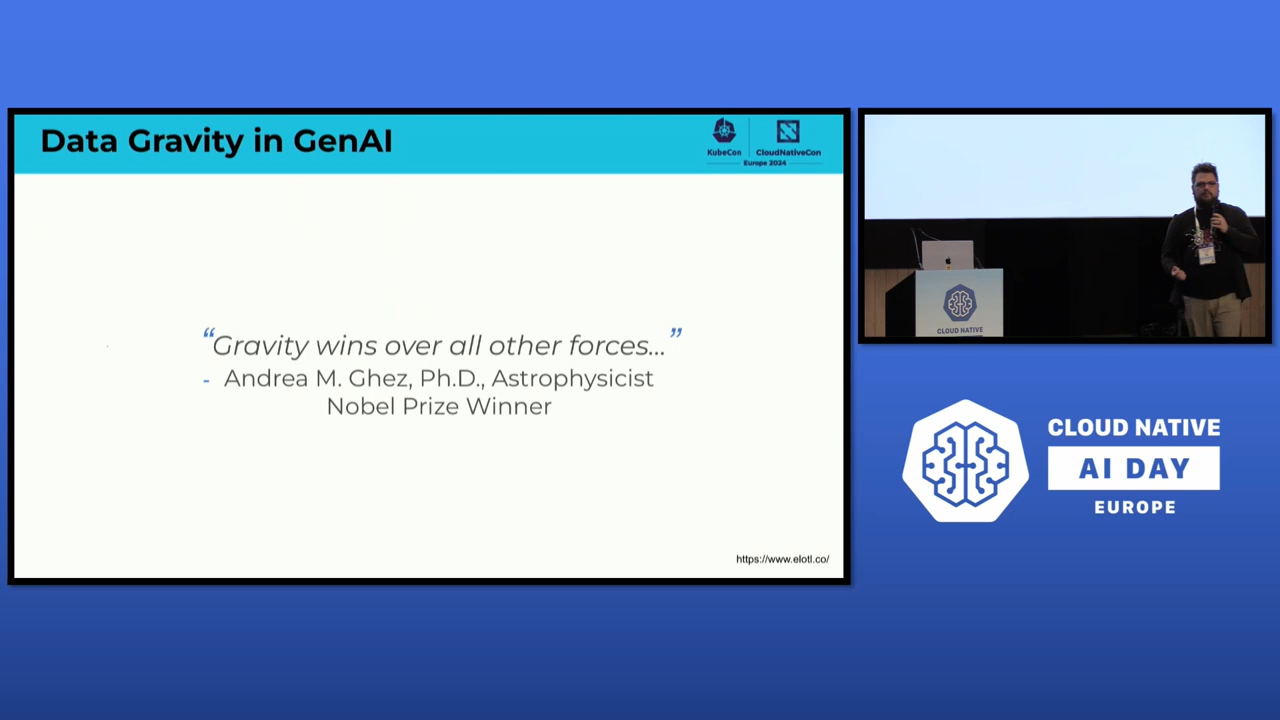 Data Gravity in GenAI
KubeCon
CloudNativeCon
Europe 2024
“Gravity wins over all other forces...”
- Andrea M. Ghez, Ph.D., Astrophysicist
Nobel Prize Winner
https://www.elotl.co/
CLOUD NATIVE
CLOUD NATIVE
AI DAY
EUROPE